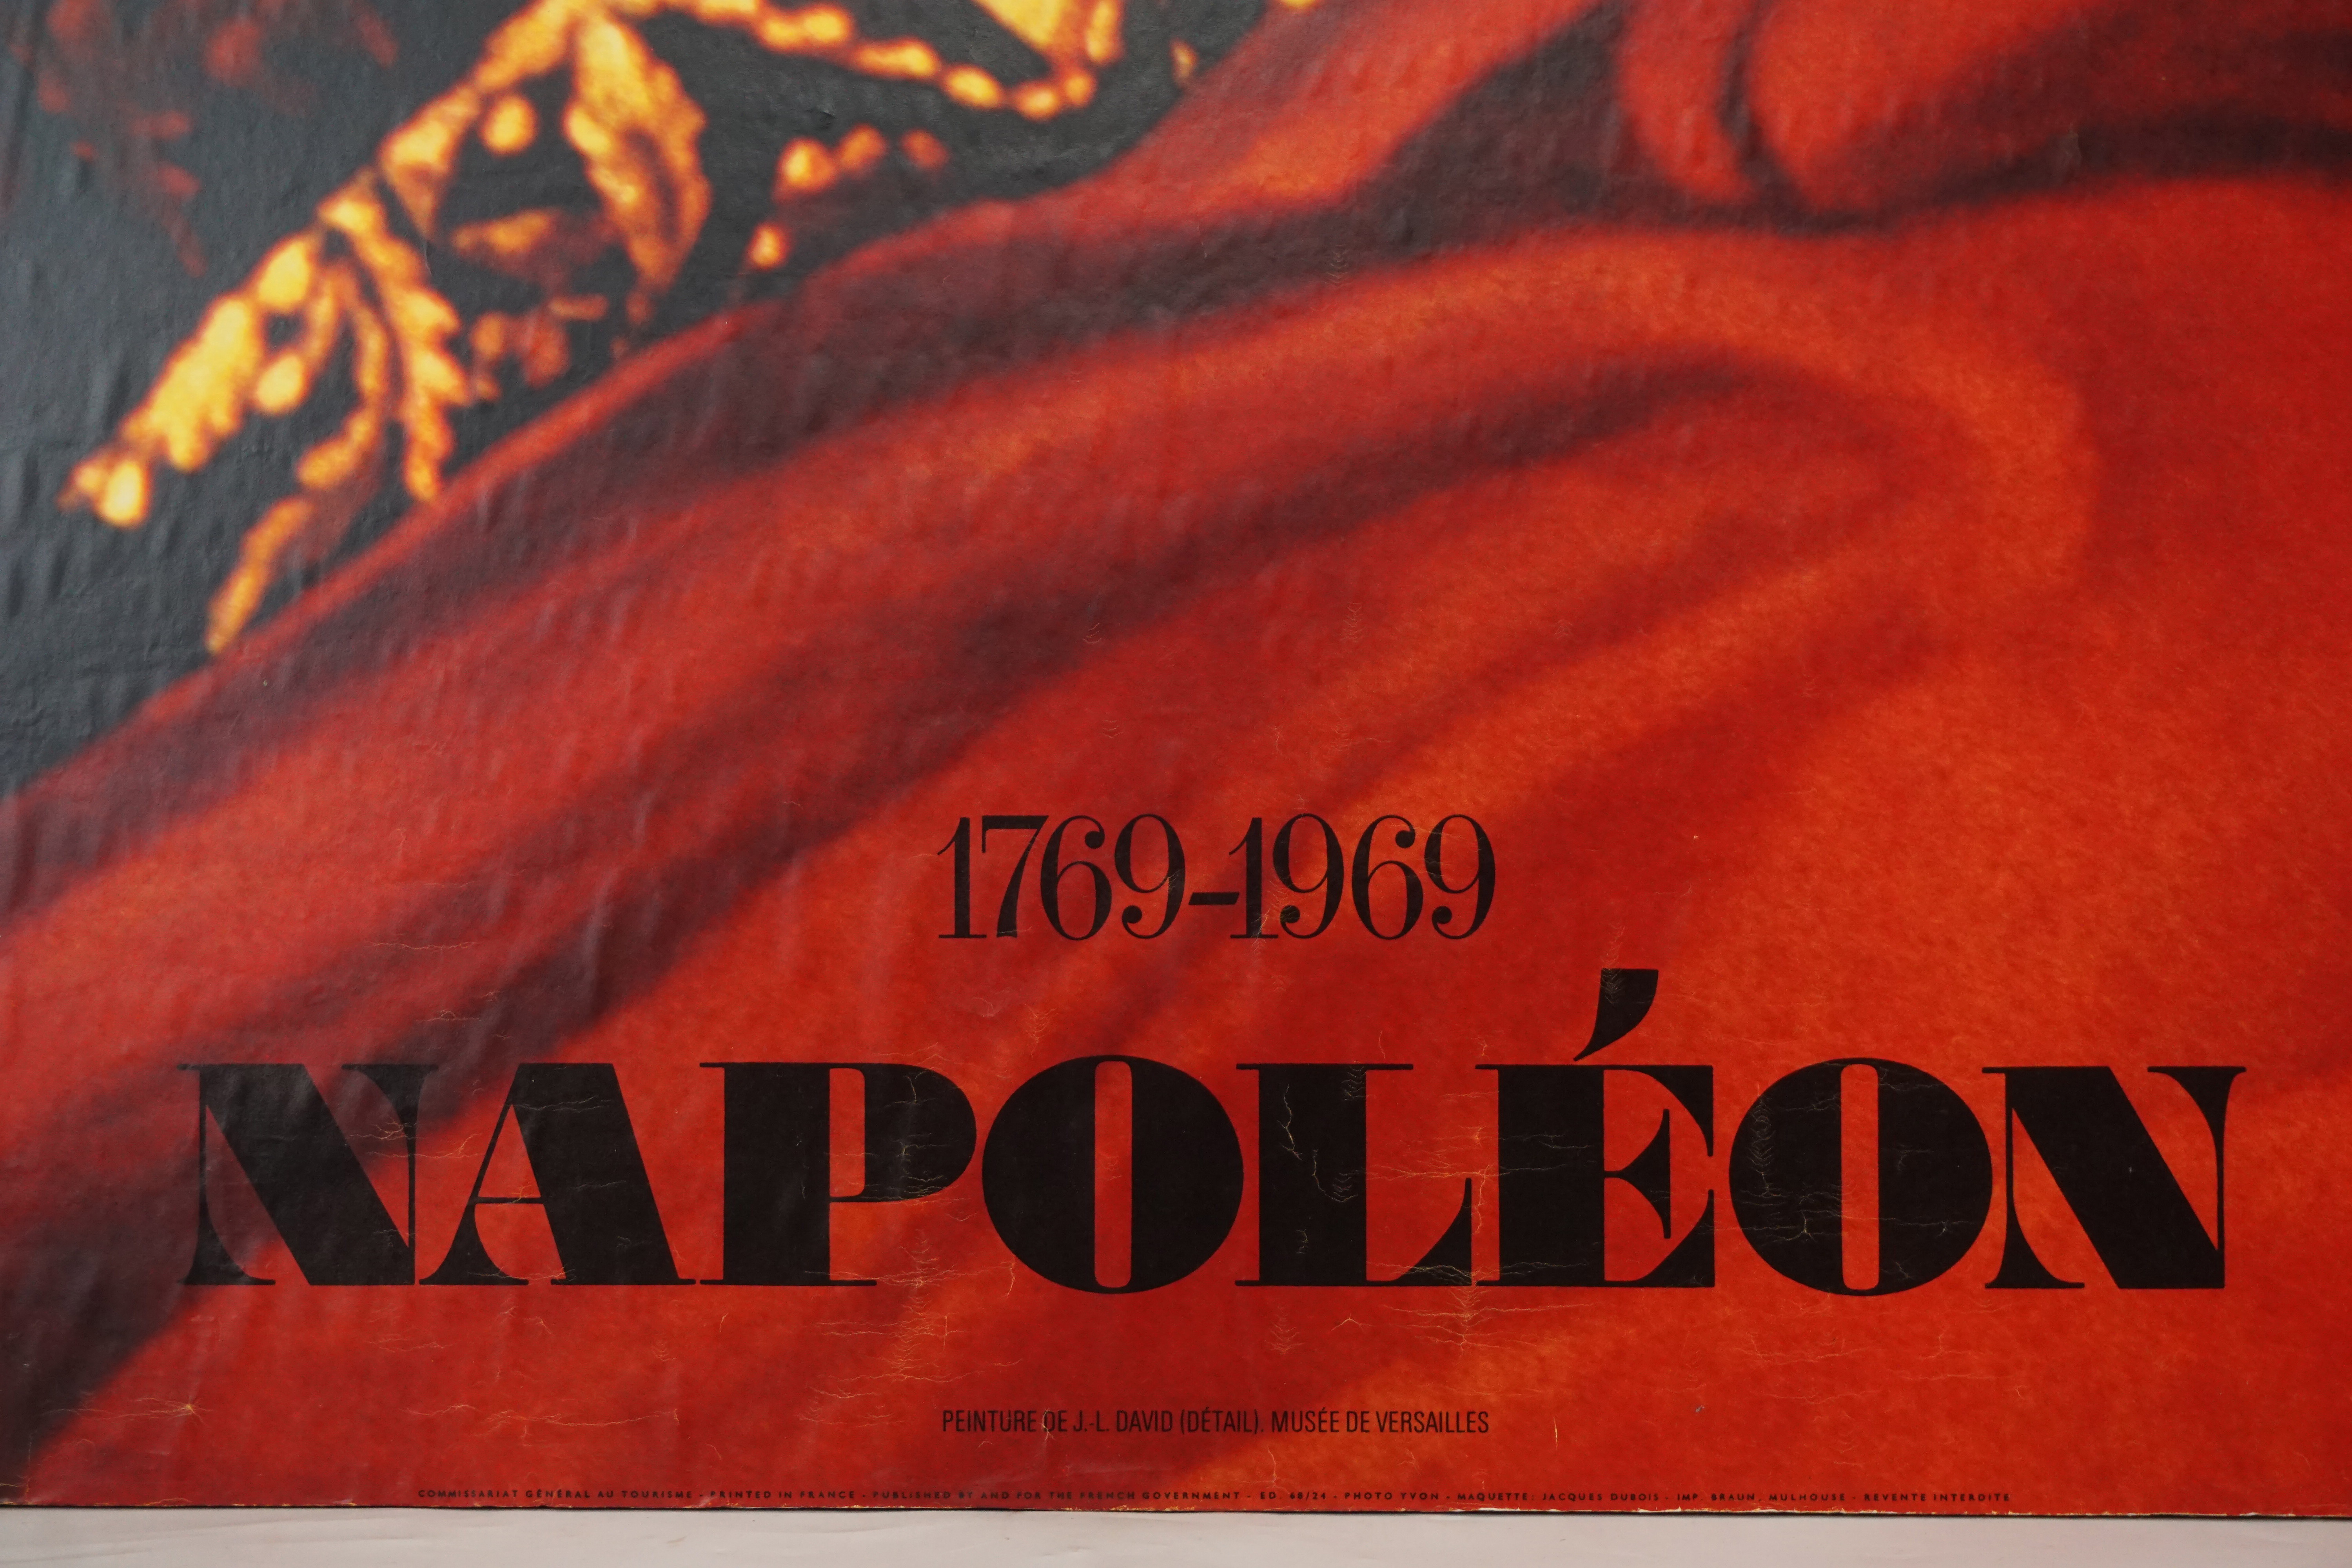 1769-1969
NAPOLÉON
PEINTURE DE J.-L. DAVID (DÉTAIL). MUSÉE DE VERSAILLES
COMMISSARIAT GÉNÉRAL AU TOURISME - PRINTED IN FRANCE - PUBLISHED BY AND FOR THE FRENCH GOVERNMENT - ED. 68/24 - PHOTO YVON - MAQUETTE: JACQUES DUBOIS - IMP. BRAUN, MULHOUSE - REVENTE INTERDITE